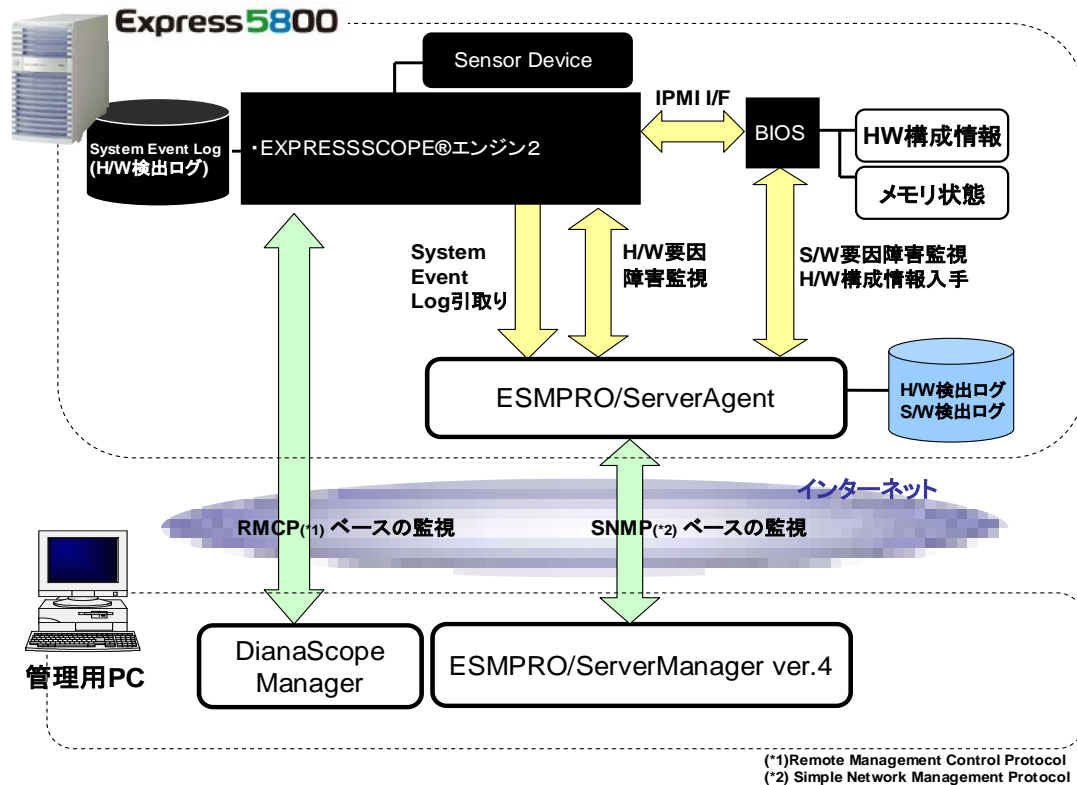 Express5800
Sensor Device
IPMI I/F
System Event Log
(H/W検出ログ)
・EXPRESSSCOPE®エンジン2
BIOS
HW構成情報
メモリ状態
System
Event
Log引取り
H/W要因
障害監視
S/W要因障害監視
H/W構成情報入手
ESMPRO/ServerAgent
H/W検出ログ
S/W検出ログ
インターネット
RMCP(*1) ベースの監視
SNMP(*2) ベースの監視
管理用PC
DianaScope
Manager
ESMPRO/ServerManager ver.4
(*1)Remote Management Control Protocol
(*2) Simple Network Management Protocol